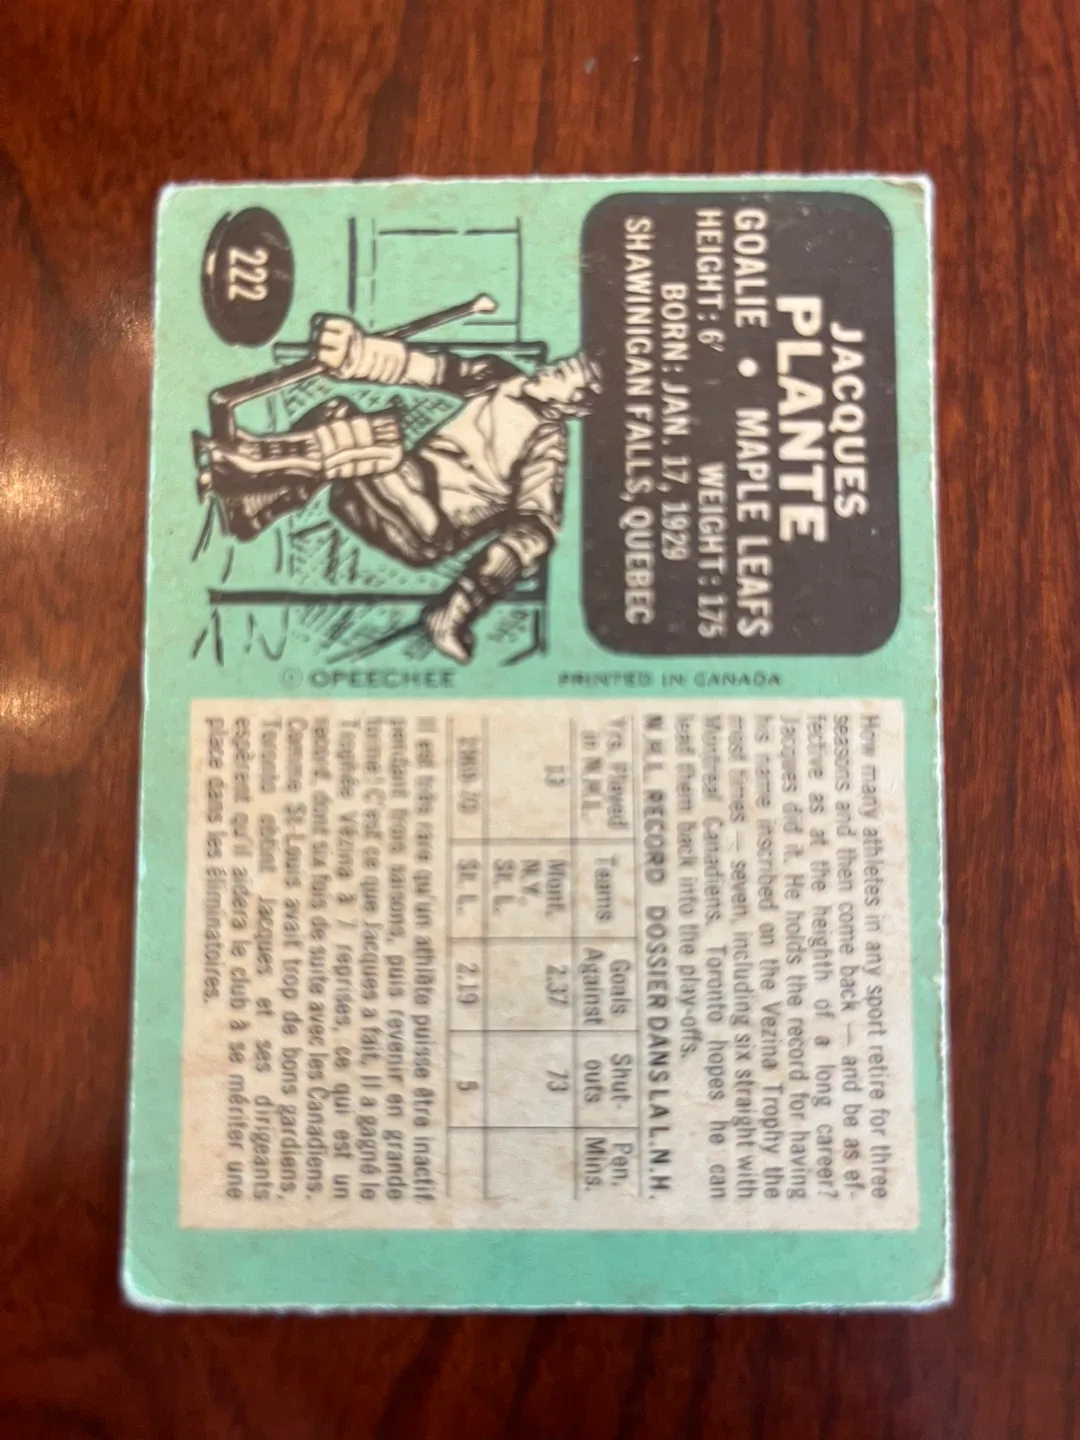 JACQUES
PLANTE
GOALIE • MAPLE LEAFS
HEIGHT: 6' WEIGHT: 175
BORN: JAN. 17, 1929
SHAWINIGAN FALLS, QUEBEC
222
© OPEECHEE
PRINTED IN CANADA
How many athletes in any sport retire for three
seasons and then come back — and be as ef-
fective as at the heighth of a long career?
Jacques did it. He holds the record for having
his name inscribed on the Vezina Trophy the
most times — seven, including six straight with
Montreal Canadiens. Toronto hopes he can
lead them back into the play-offs.
N.H.L. RECORD DOSSIER DANS LA L.N.H.
Yrs. Played Teams Goals Shut- Pen.
in N.H.L. Against outs Mins.
13 Mont. 2.37 73
N.Y.
St. L.
1969-70 St. L. 2.19 5
Il est très rare qu'un athlète puisse être inactif
pendant trois saisons, puis revenir en grande
forme! C'est ce que Jacques a fait. Il a gagné le
Trophée Vézina à 7 reprises, ce qui est un
record, dont six fois de suite avec les Canadiens.
Comme St-Louis avait trop de bons gardiens,
Toronto obtint Jacques et ses dirigeants
espèrent qu'il aidera le club à se mériter une
place dans les éliminatoires.